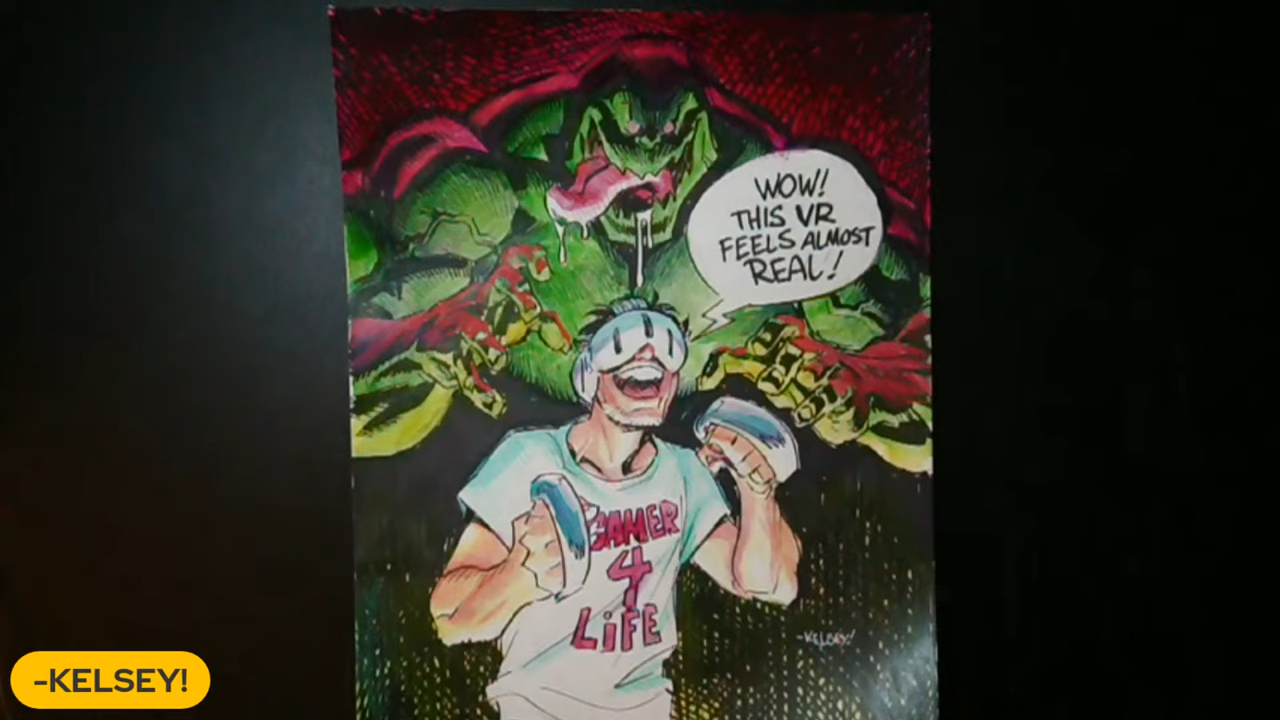 WOW!
THIS VR
FEELS ALMOST
REAL!
GAMER
4
LiFE
-KELSEY!
-KELSEY!